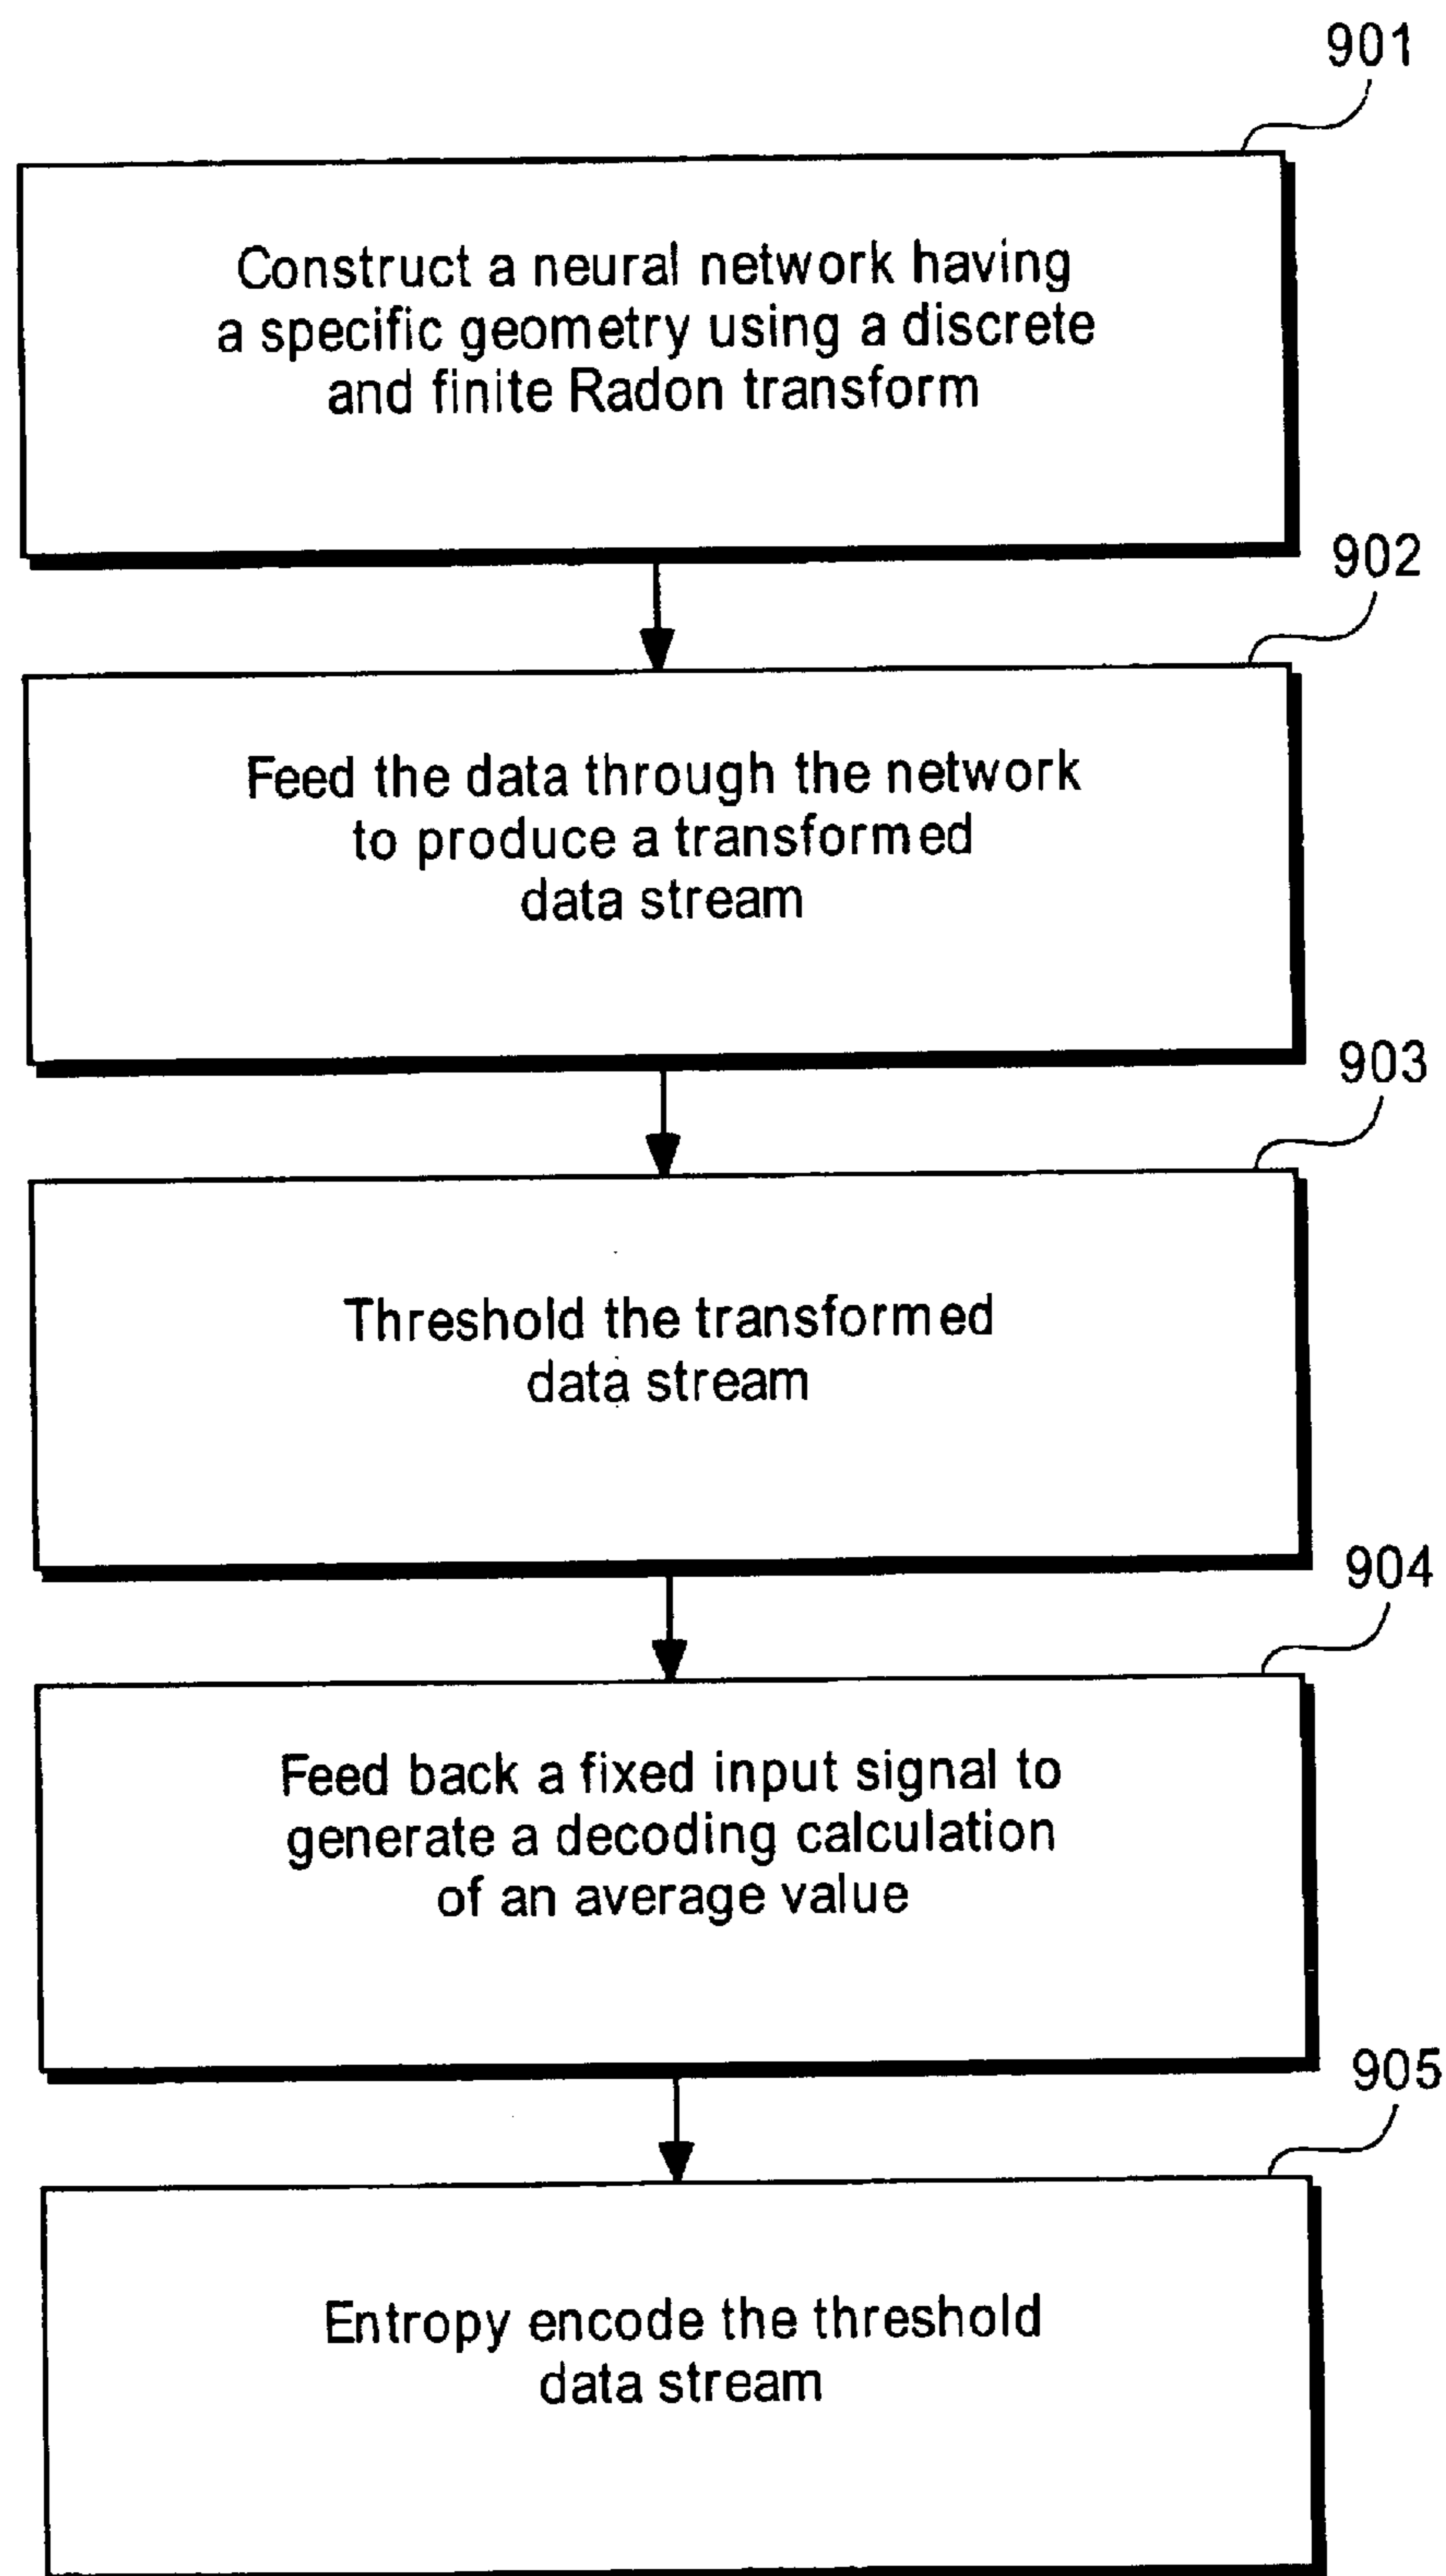 901
Construct a neural network having
a specific geometry using a discrete
and finite Radon transform
902
Feed the data through the network
to produce a transformed
data stream
903
Threshold the transformed
data stream
904
Feed back a fixed input signal to
generate a decoding calculation
of an average value
905
Entropy encode the threshold
data stream